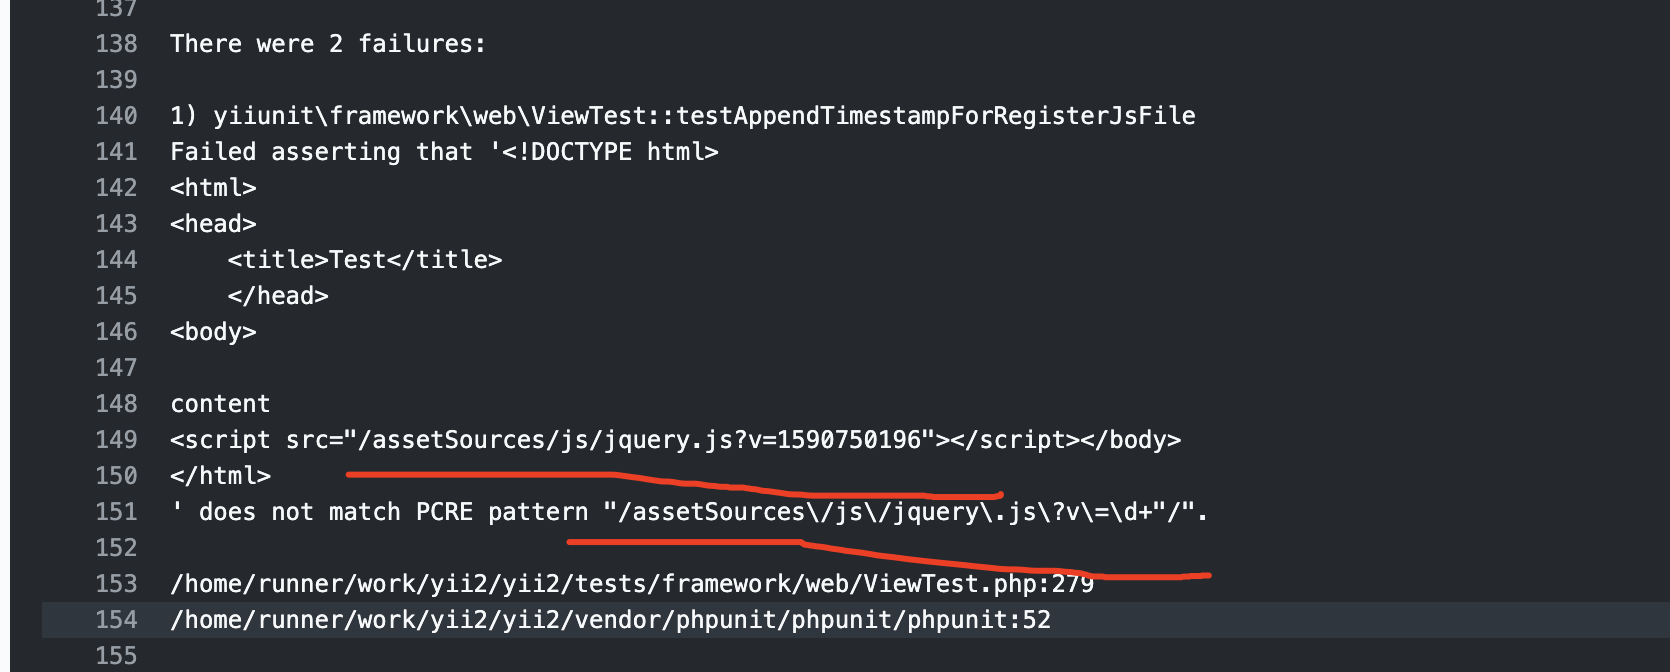 137
138 There were 2 failures:
139
140 1) yiiunit\framework\web\ViewTest::testAppendTimestampForRegisterJsFile
141 Failed asserting that '<!DOCTYPE html>
142 <html>
143 <head>
144     <title>Test</title>
145     </head>
146 <body>
147
148 content
149 <script src="/assetSources/js/jquery.js?v=1590750196"></script></body>
150 </html>
151 ' does not match PCRE pattern "/assetSources\/js\/jquery\.js\?v\=\d+"/".
152
153 /home/runner/work/yii2/yii2/tests/framework/web/ViewTest.php:279
154 /home/runner/work/yii2/yii2/vendor/phpunit/phpunit/phpunit:52
155